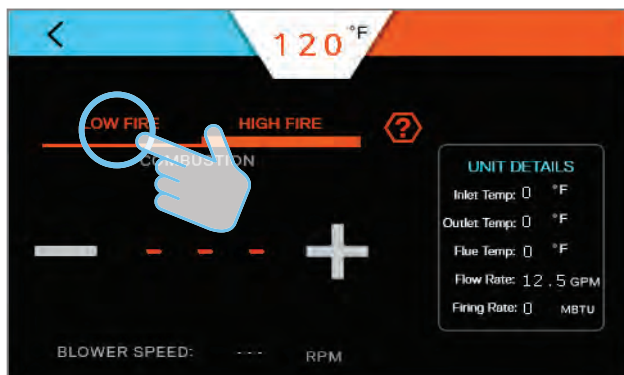 120 °F
LOW FIRE HIGH FIRE ?
COMBUSTION
- - -
UNIT DETAILS
Inlet Temp: 0 °F
Outlet Temp: 0 °F
Flue Temp: 0 °F
Flow Rate: 12.5 GPM
Firing Rate: 0 MBTU
BLOWER SPEED: --- RPM